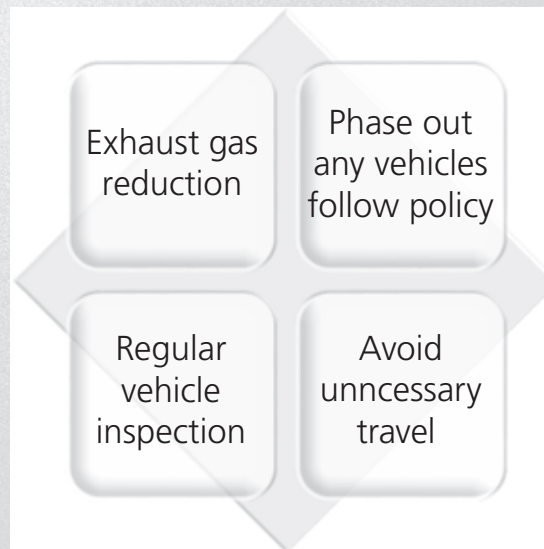 Exhaust gas
reduction
Phase out
any vehicles
follow policy
Regular
vehicle
inspection
Avoid
unncessary
travel